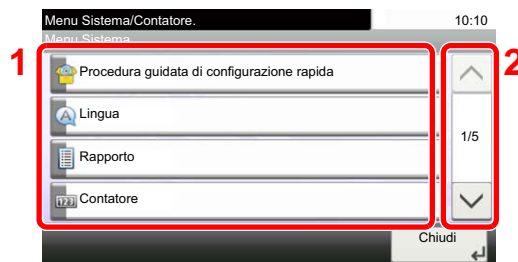 Menu Sistema/Contatore.
10:10
Menu Sistema
1
2
Procedura guidata di configurazione rapida
Lingua
1/5
Rapporto
123 Contatore
Chiudi